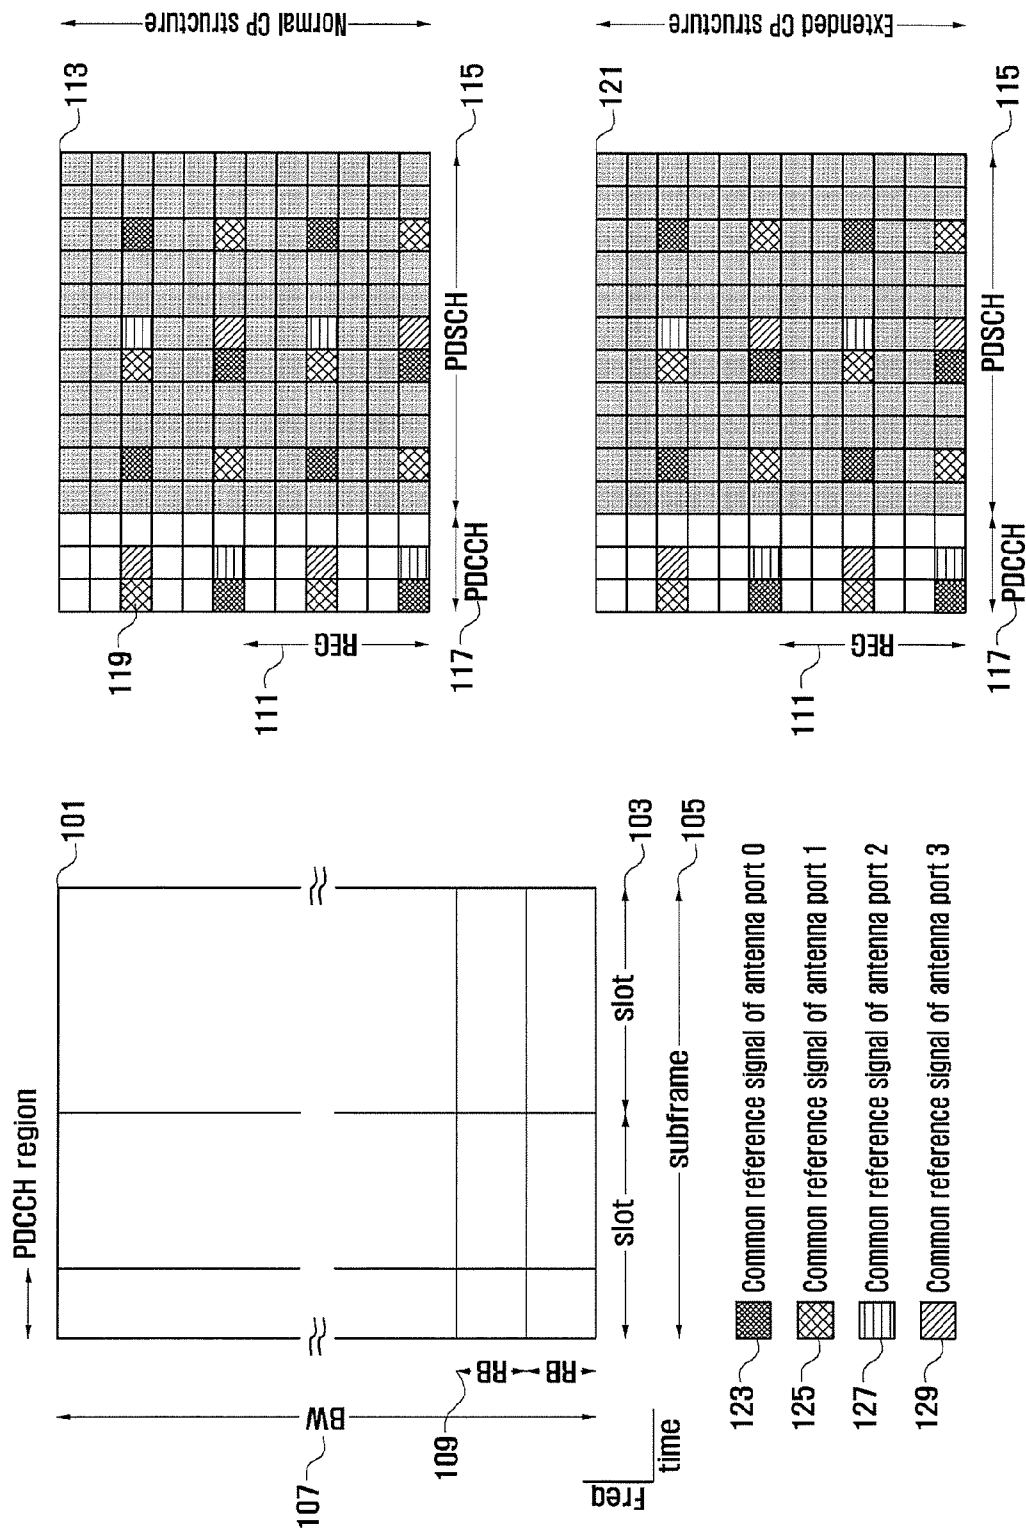 PDCCH region
101
107
BW
109
RB
RB
slot
slot
103
subframe
105
Freq
time
123
Common reference signal of antenna port 0
125
Common reference signal of antenna port 1
127
Common reference signal of antenna port 2
129
Common reference signal of antenna port 3
113
Normal CP structure
119
111
REG
117
PDCCH
PDSCH
115
121
Extended CP structure
111
REG
117
PDCCH
PDSCH
115